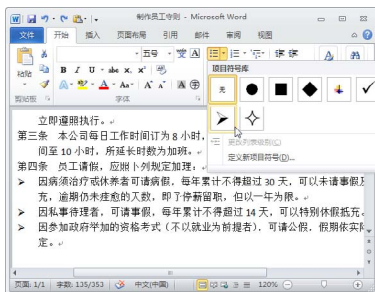 制作员工守则 - Microsoft Word
文件 开始 插入 页面布局 引用 邮件 审阅 视图
五号
粘贴
B I U abc x₂ x²
Aa
剪贴板 字体
项目符号库
无
更改列表级别(C)
定义新项目符号(D)...
立即遵照执行。
第三条 本公司每日工作时间订为 8 小时,
间至 10 小时,所延长时数为加班。
第四条 员工请假,应照下列规定加理:
因病须治疗或休养者可请病假,每年累计不得超过 30 天,可以未请事假及
充,逾期仍未痊愈的天数,即予停薪留职,但以一年为限。
因私事待理者,可请事假,每年累计不得超过 14 天,可以特别休假抵充。
因参加政府举加的资格考式(不以就业为前提者),可请公假,假期依实际
定。
页面: 1/1 字数: 135/353 中文(中国) 120%